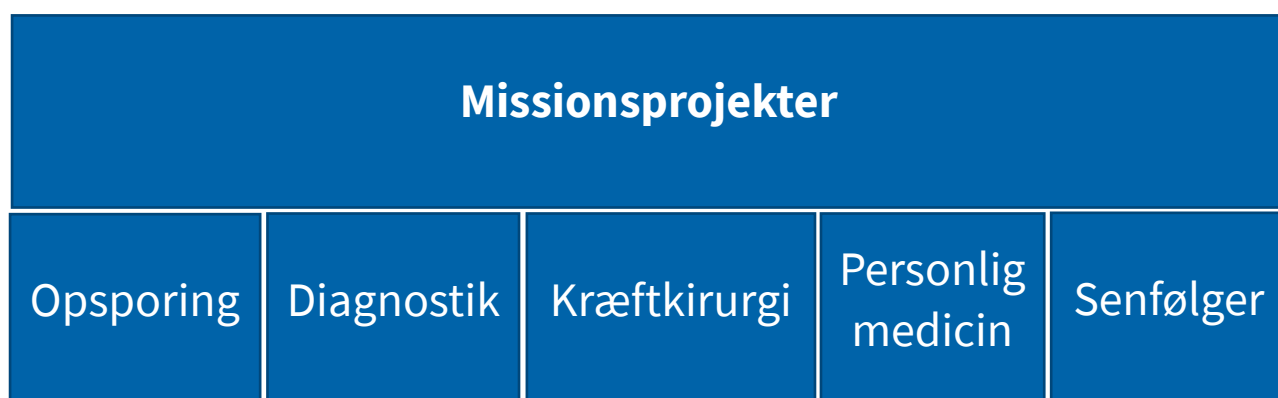 Missionsprojekter
Opsporing
Diagnostik
Kræftkirurgi
Personlig
medicin
Senfølger